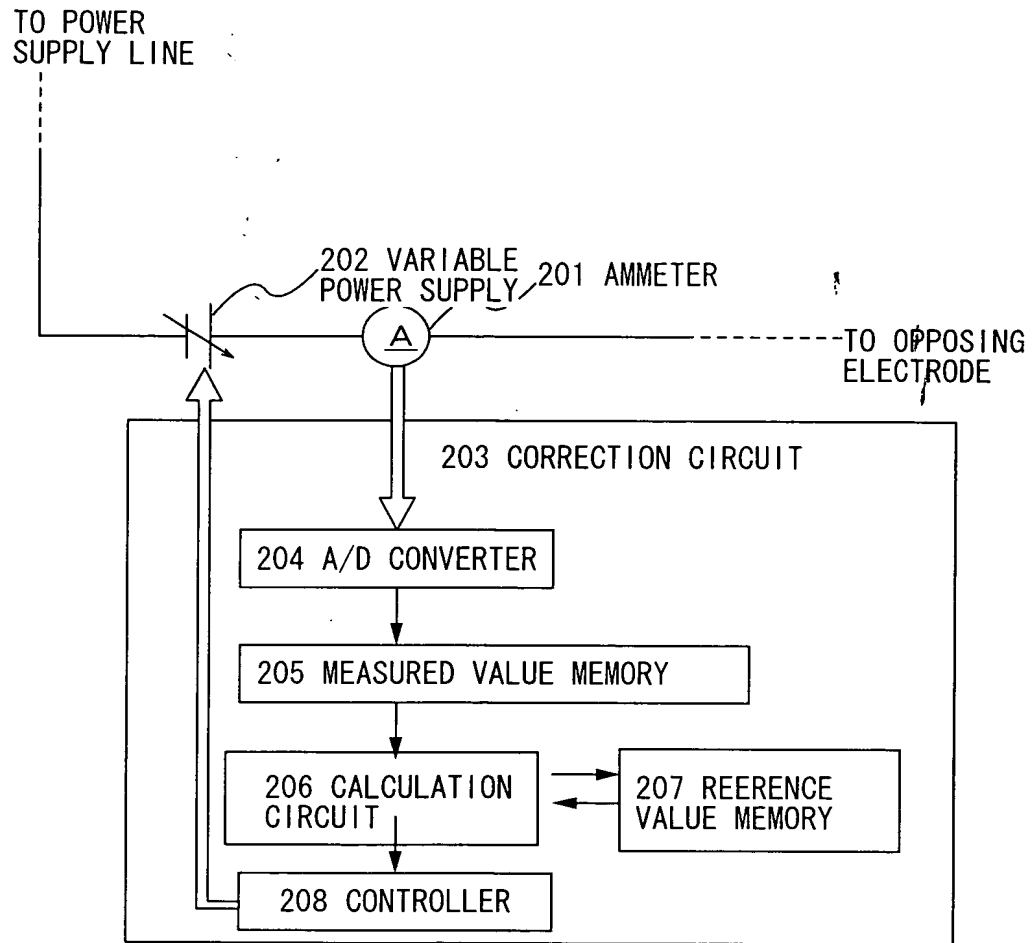 TO POWER
SUPPLY LINE
202 VARIABLE
POWER SUPPLY
201 AMMETER
A
TO OPPOSING
ELECTRODE
203 CORRECTION CIRCUIT
204 A/D CONVERTER
205 MEASURED VALUE MEMORY
206 CALCULATION
CIRCUIT
207 REERENCE
VALUE MEMORY
208 CONTROLLER